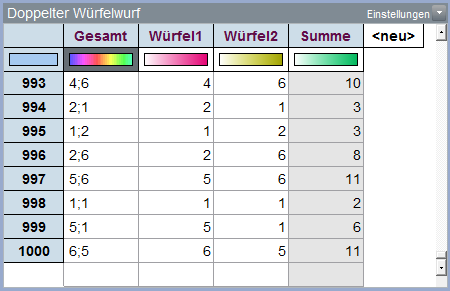 Doppelter Würfelwurf Einstellungen
Gesamt Würfel1 Würfel2 Summe <neu>
993 4;6 4 6 10
994 2;1 2 1 3
995 1;2 1 2 3
996 2;6 2 6 8
997 5;6 5 6 11
998 1;1 1 1 2
999 5;1 5 1 6
1000 6;5 6 5 11